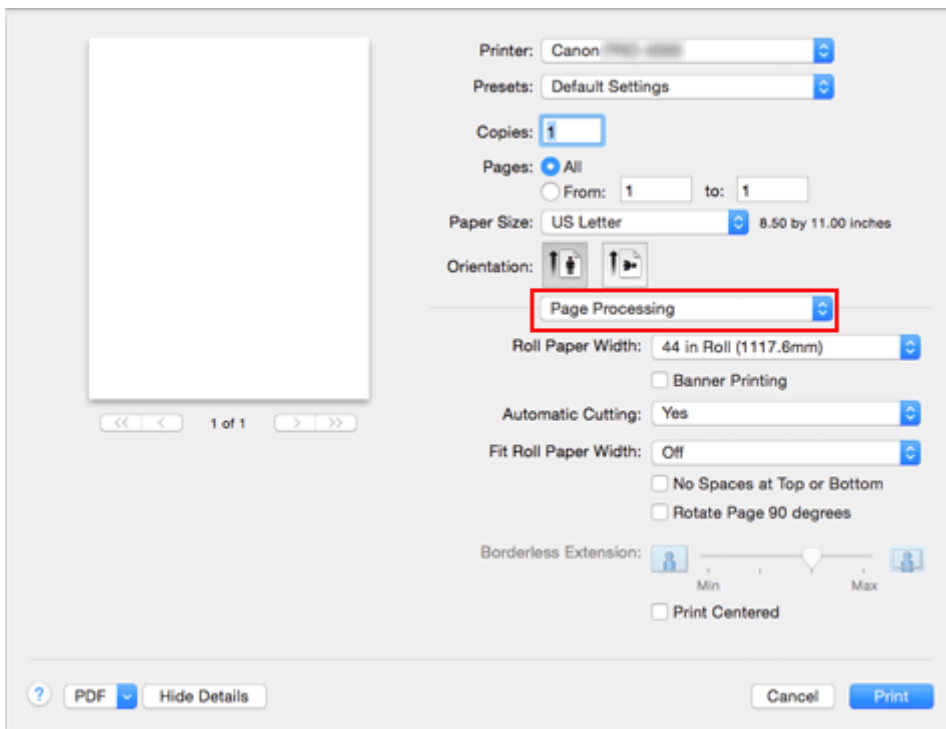 Printer: Canon
Presets: Default Settings
Copies: 1
Pages: All
From: 1 to: 1
Paper Size: US Letter 8.50 by 11.00 inches
Orientation:
Page Processing
Roll Paper Width: 44 in Roll (1117.6mm)
Banner Printing
<< < 1 of 1 > >>
Automatic Cutting: Yes
Fit Roll Paper Width: Off
No Spaces at Top or Bottom
Rotate Page 90 degrees
Borderless Extension:
Min Max
Print Centered
? PDF Hide Details Cancel Print